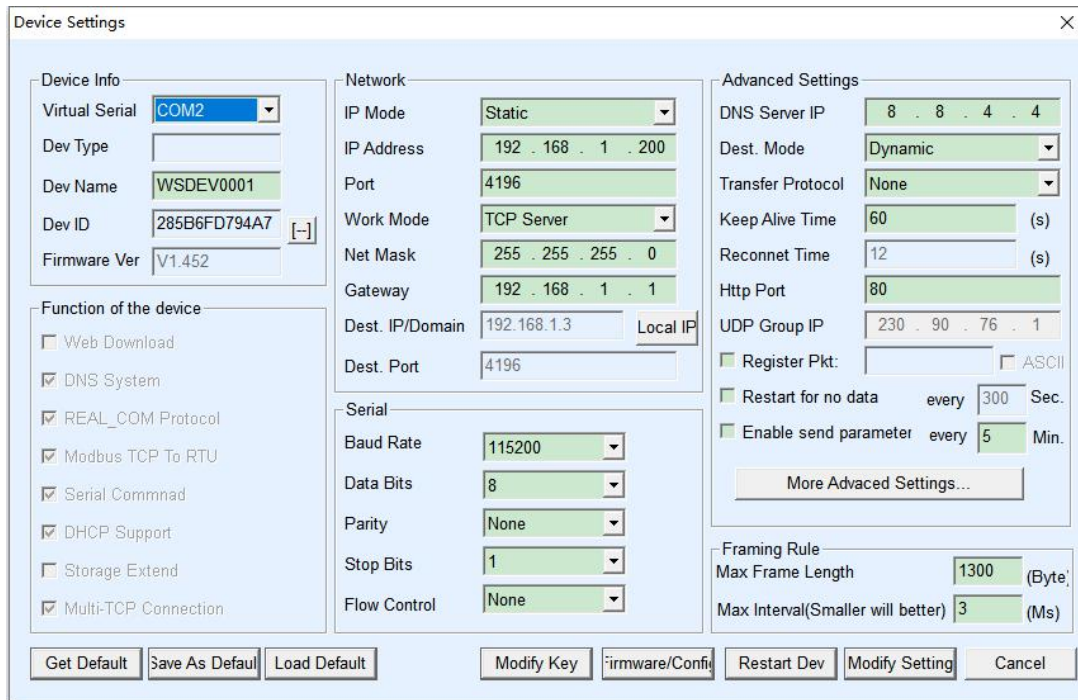 Device Settings
Device Info
Virtual Serial COM2
Dev Type
Dev Name WSDEV0001
Dev ID 285B6FD794A7 [--]
Firmware Ver V1.452
Function of the device
Web Download
DNS System
REAL_COM Protocol
Modbus TCP To RTU
Serial Commnad
DHCP Support
Storage Extend
Multi-TCP Connection
Network
IP Mode Static
IP Address 192 . 168 . 1 . 200
Port 4196
Work Mode TCP Server
Net Mask 255 . 255 . 255 . 0
Gateway 192 . 168 . 1 . 1
Dest. IP/Domain 192.168.1.3 Local IP
Dest. Port 4196
Serial
Baud Rate 115200
Data Bits 8
Parity None
Stop Bits 1
Flow Control None
Advanced Settings
DNS Server IP 8 . 8 . 4 . 4
Dest. Mode Dynamic
Transfer Protocol None
Keep Alive Time 60 (s)
Reconnet Time 12 (s)
Http Port 80
UDP Group IP 230 . 90 . 76 . 1
Register Pkt: ASCII
Restart for no data every 300 Sec.
Enable send parameter every 5 Min.
More Advaced Settings...
Framing Rule
Max Frame Length 1300 (Byte)
Max Interval(Smaller will better) 3 (Ms)
Get Default Save As Defaul Load Default Modify Key Firmware/Config Restart Dev Modify Setting Cancel